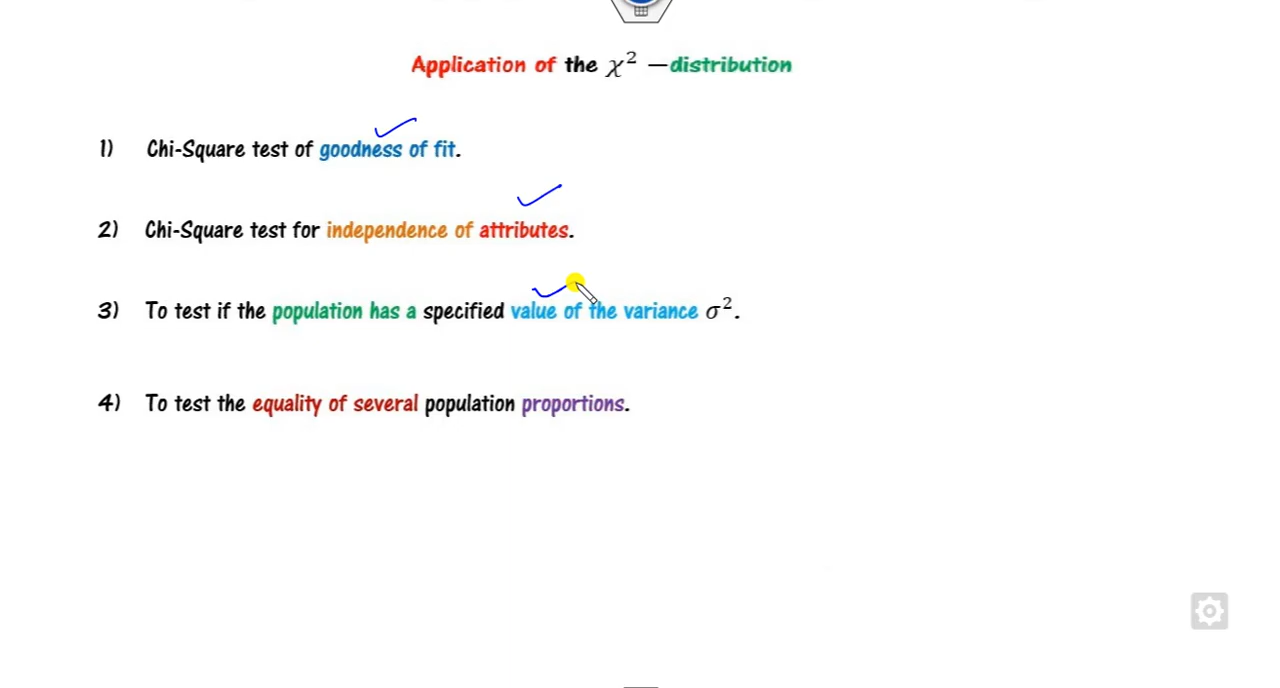 Application of the χ² –distribution
1) Chi-Square test of goodness of fit.
2) Chi-Square test for independence of attributes.
3) To test if the population has a specified value of the variance σ².
4) To test the equality of several population proportions.